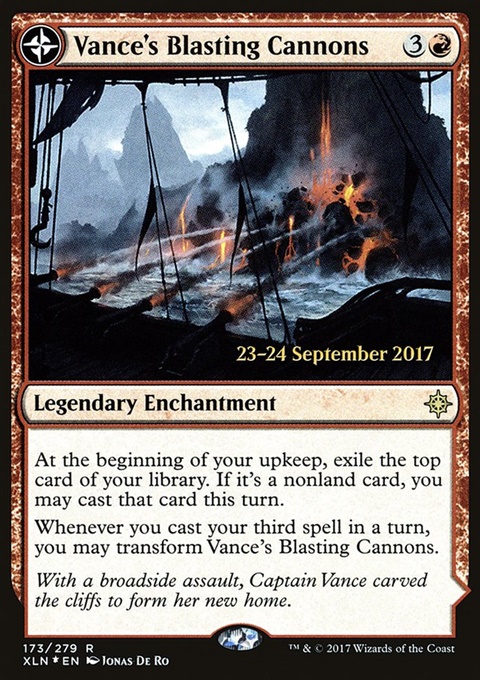 Vance's Blasting Cannons 3
23–24 September 2017
Legendary Enchantment
At the beginning of your upkeep, exile the top
card of your library. If it's a nonland card, you
may cast that card this turn.
Whenever you cast your third spell in a turn,
you may transform Vance's Blasting Cannons.
With a broadside assault, Captain Vance carved
the cliffs to form her new home.
173/279 R
XLN ★ EN Jonas De Ro
™ & © 2017 Wizards of the Coast